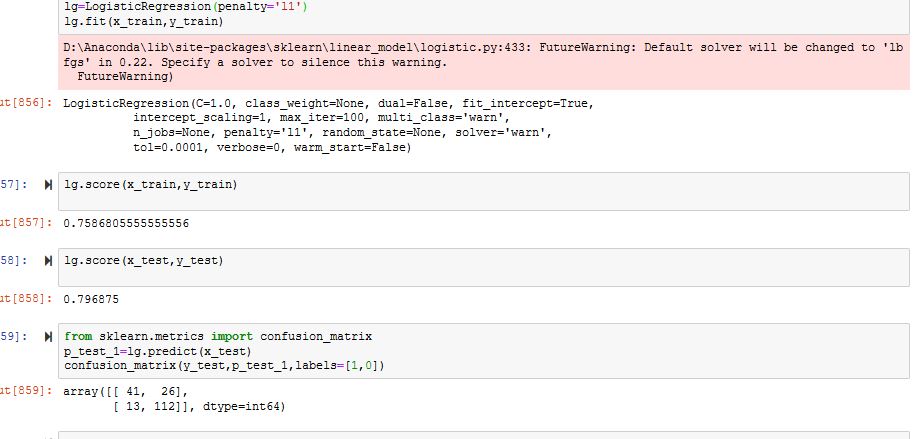 lg=LogisticRegression(penalty='l1')
lg.fit(x_train,y_train)
D:\Anaconda\lib\site-packages\sklearn\linear_model\logistic.py:433: FutureWarning: Default solver will be changed to 'lb
fgs' in 0.22. Specify a solver to silence this warning.
  FutureWarning)
ut[856]: LogisticRegression(C=1.0, class_weight=None, dual=False, fit_intercept=True,
          intercept_scaling=1, max_iter=100, multi_class='warn',
          n_jobs=None, penalty='l1', random_state=None, solver='warn',
          tol=0.0001, verbose=0, warm_start=False)
57]: lg.score(x_train,y_train)
ut[857]: 0.7586805555555556
58]: lg.score(x_test,y_test)
ut[858]: 0.796875
59]: from sklearn.metrics import confusion_matrix
p_test_1=lg.predict(x_test)
confusion_matrix(y_test,p_test_1,labels=[1,0])
ut[859]: array([[ 41,  26],
       [ 13, 112]], dtype=int64)